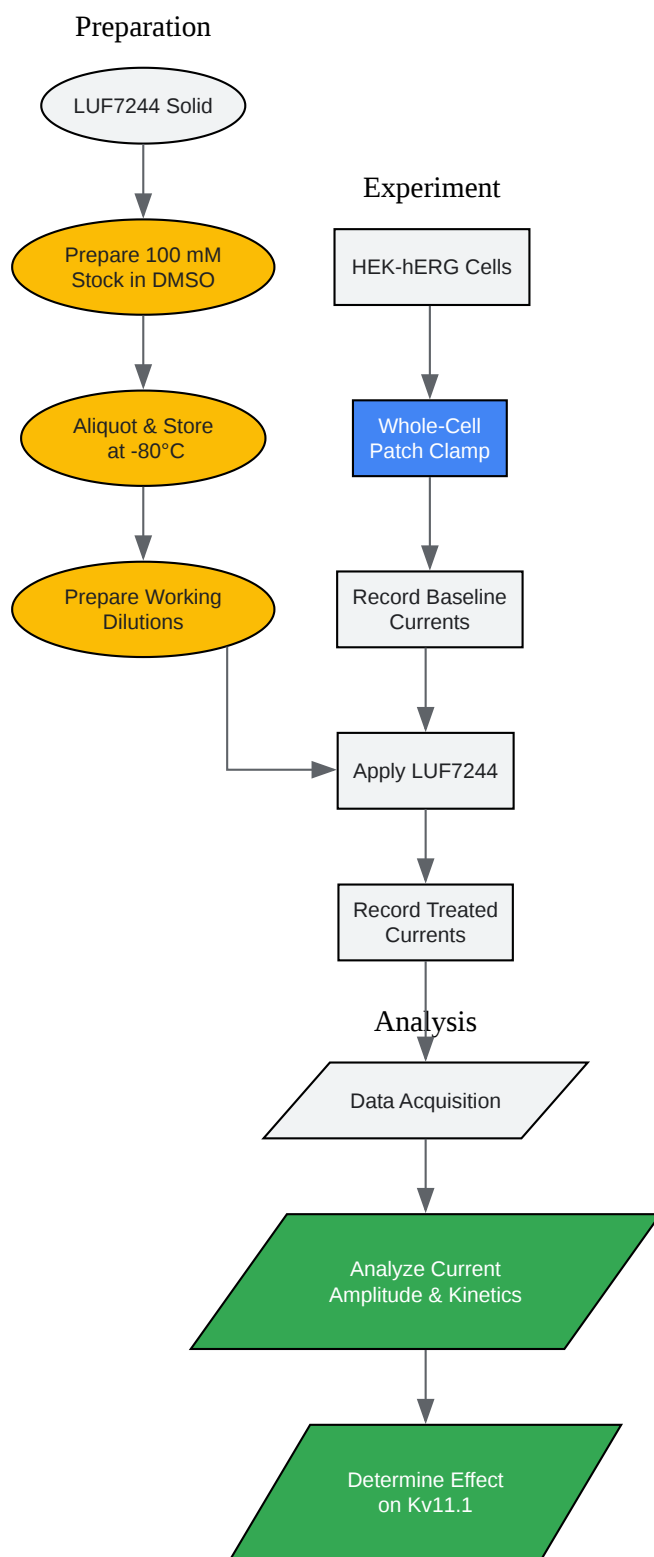 Preparation
LUF7244 Solid
Prepare 100 mM
Stock in DMSO
Aliquot & Store
at -80°C
Prepare Working
Dilutions
Experiment
HEK-hERG Cells
Whole-Cell
Patch Clamp
Record Baseline
Currents
Apply LUF7244
Record Treated
Currents
Analysis
Data Acquisition
Analyze Current
Amplitude & Kinetics
Determine Effect
on Kv11.1